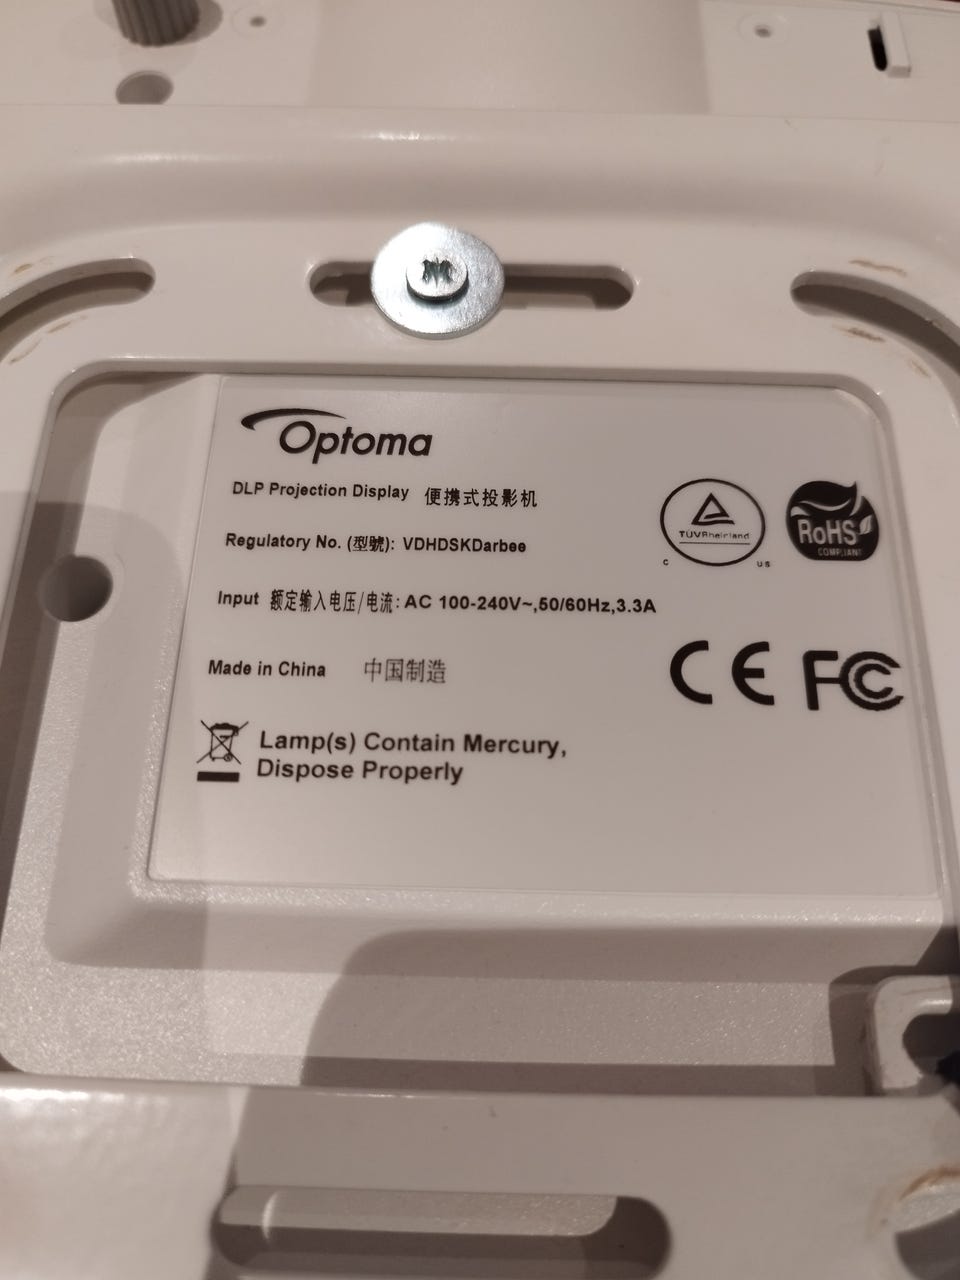 Optoma
DLP Projection Display 便携式投影机
Regulatory No. (型號): VDHDSKDarbee
Input 额定输入电压/电流: AC 100-240V~,50/60Hz,3.3A
Made in China 中国制造
Lamp(s) Contain Mercury,
Dispose Properly
TÜVRheinland
C US
RoHS
COMPLIANT
CE FC